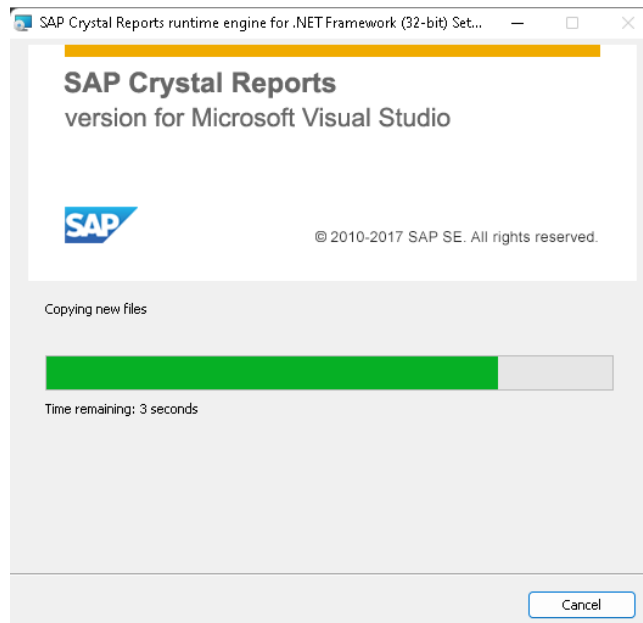 SAP Crystal Reports runtime engine for .NET Framework (32-bit) Set...
SAP Crystal Reports
version for Microsoft Visual Studio
SAP
© 2010-2017 SAP SE. All rights reserved.
Copying new files
Time remaining: 3 seconds
Cancel